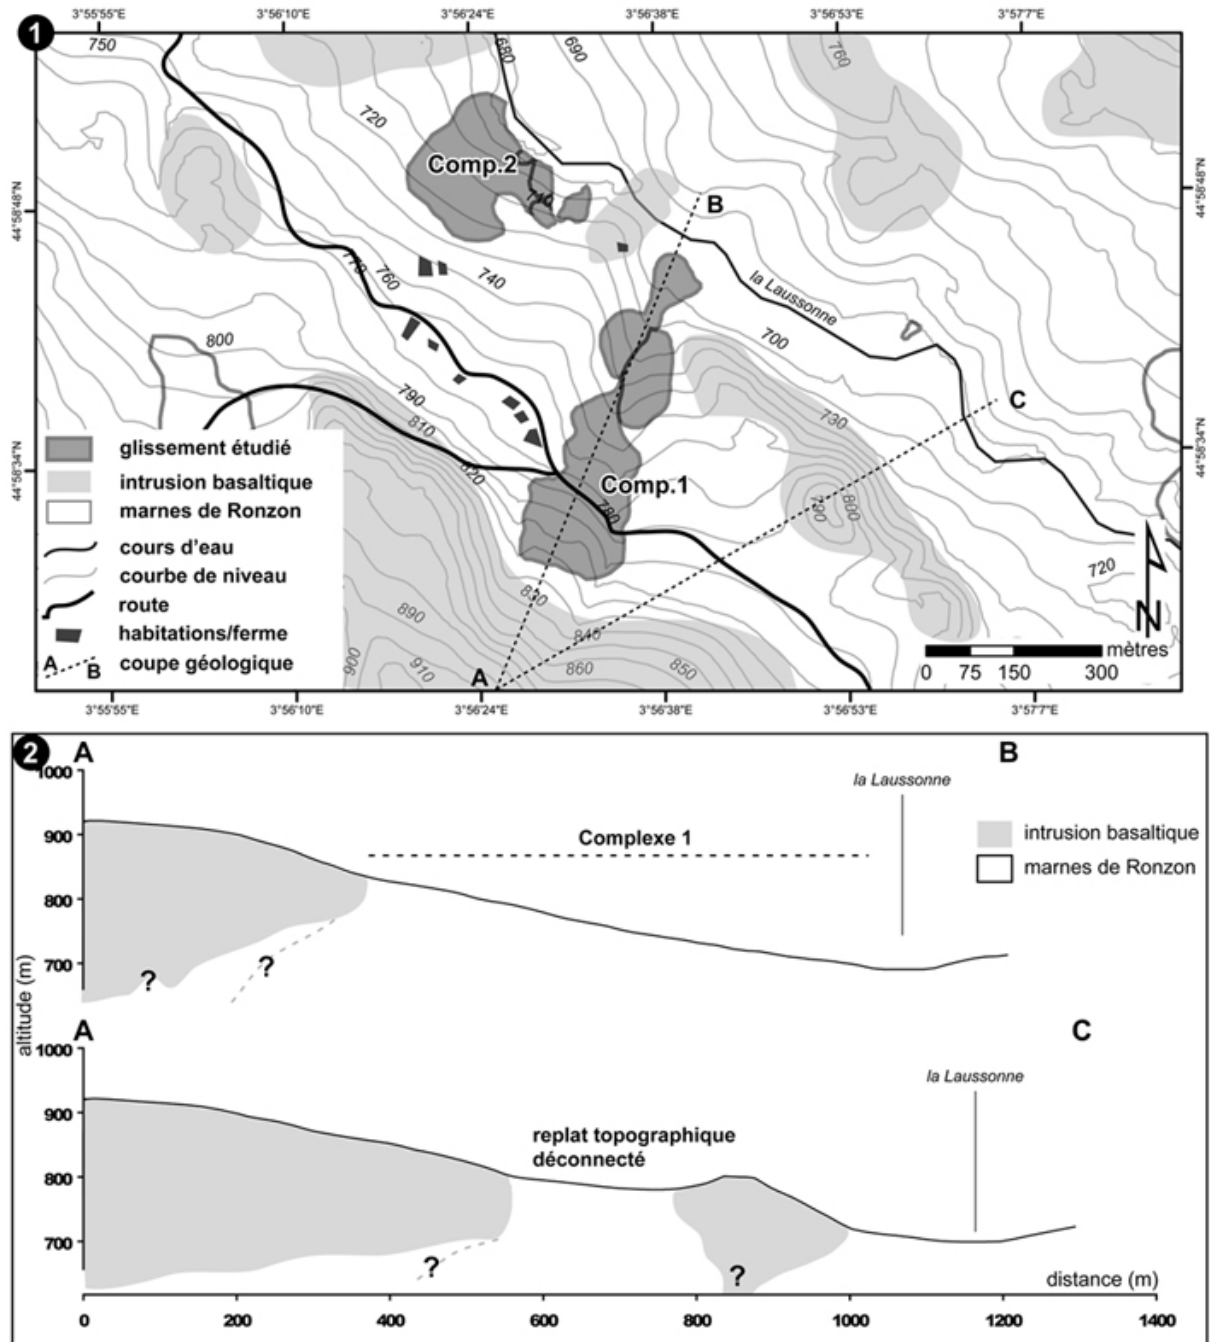 1
3°55'55"E 3°56'10"E 3°56'24"E 3°56'38"E 3°56'53"E 3°57'7"E
750
680
690
760
720
Comp.2
710
B
44°58'48"N
44°58'48"N
770
760
740
la Laussonne
800
700
C
790
810
730
820
44°58'34"N
44°58'34"N
Comp.1
780
790
800
720
830
890
840
900
910
860
850
A
glissement étudié
intrusion basaltique
marnes de Ronzon
cours d'eau
courbe de niveau
route
habitations/ferme
A B coupe géologique
N
mètres
0 75 150 300
3°55'55"E 3°56'10"E 3°56'24"E 3°56'38"E 3°56'53"E 3°57'7"E
2
A B
1000
la Laussonne
900
Complexe 1
intrusion basaltique
marnes de Ronzon
800
700
? ?
altitude (m)
A C
1000
la Laussonne
900
replat topographique
déconnecté
800
700
? ?
distance (m)
0 200 400 600 800 1000 1200 1400